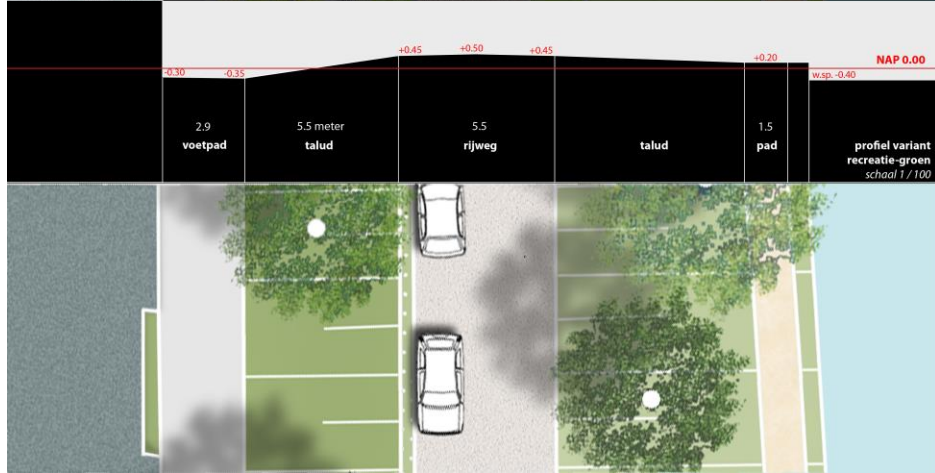 +0.45
+0.50
+0.45
+0.20
NAP 0.00
-0.30
-0.35
w.sp. -0.40
2.9
voetpad
5.5 meter
talud
5.5
rijweg
talud
1.5
pad
profiel variant
recreatie-groen
schaal 1 / 100